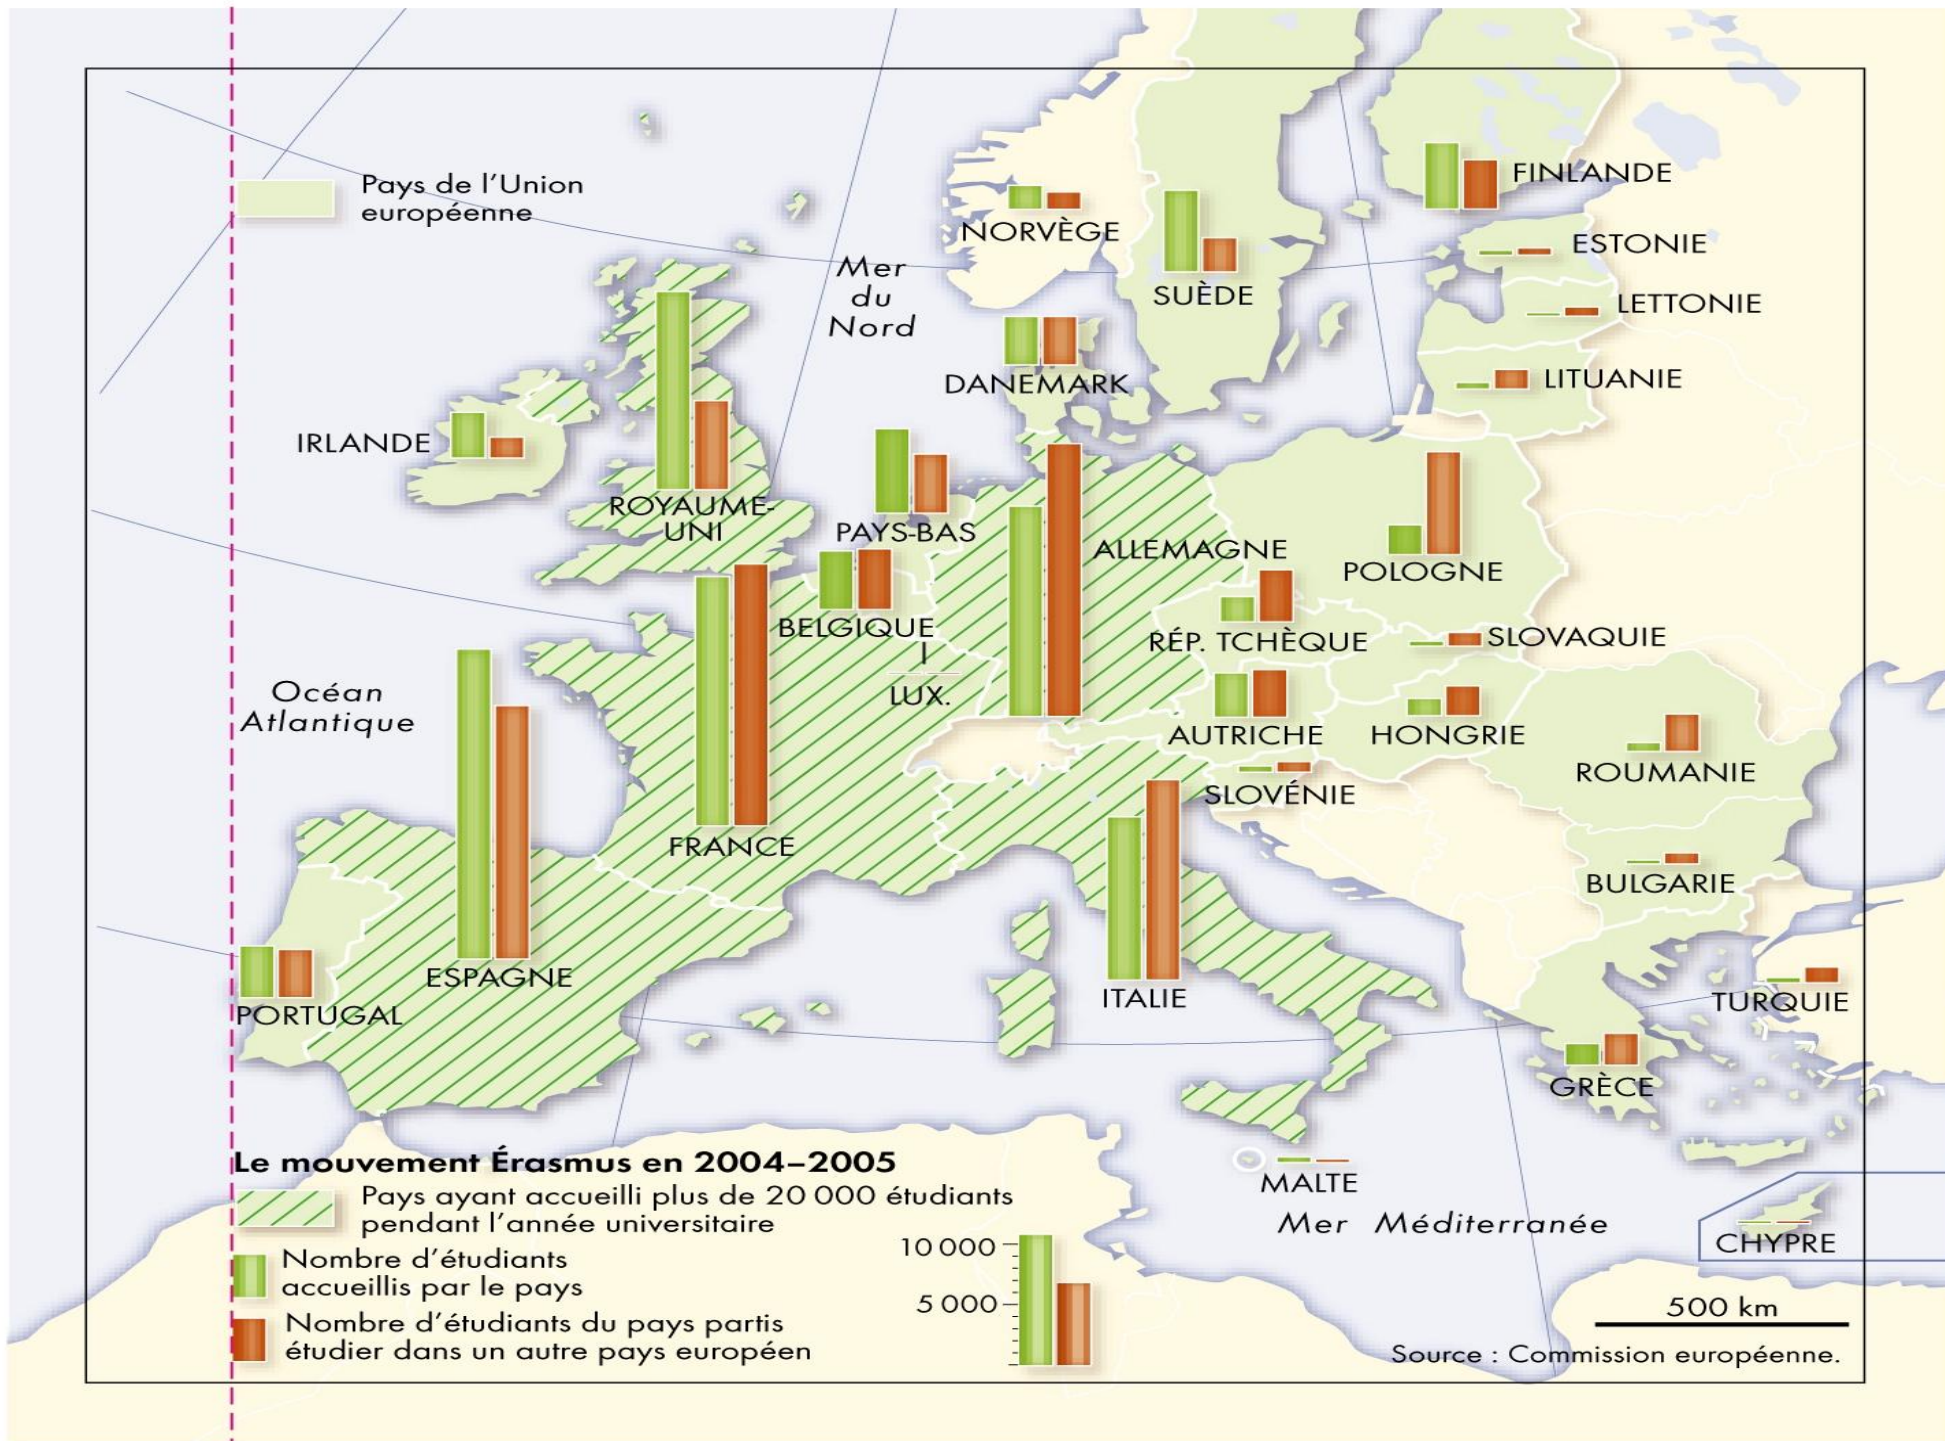 Pays de l'Union
européenne
FINLANDE
NORVÈGE
ESTONIE
Mer
du
Nord
SUÈDE
LETTONIE
DANEMARK
LITUANIE
IRLANDE
ROYAUME-
UNI
PAYS-BAS
ALLEMAGNE
POLOGNE
BELGIQUE
LUX.
RÉP. TCHÈQUE
SLOVAQUIE
Océan
Atlantique
AUTRICHE
HONGRIE
ROUMANIE
SLOVÉNIE
FRANCE
BULGARIE
ESPAGNE
ITALIE
PORTUGAL
TURQUIE
GRÈCE
MALTE
Mer Méditerranée
CHYPRE
Le mouvement Érasmus en 2004–2005
Pays ayant accueilli plus de 20 000 étudiants
pendant l'année universitaire
Nombre d'étudiants
accueillis par le pays
Nombre d'étudiants du pays partis
étudier dans un autre pays européen
10 000
5 000
500 km
Source : Commission européenne.